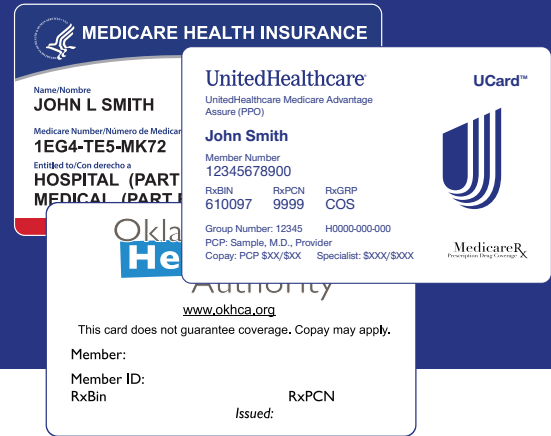 MEDICARE HEALTH INSURANCE
Name/Nombre
JOHN L SMITH
Medicare Number/Número de
1EG4-TE5-MK72
Entitled to/Con derecho a
HOSPITAL (PART
MEDICAL (PART
UnitedHealthcare
UCard™
UnitedHealthcare Medicare Advantage
Assure (PPO)
John Smith
Member Number
12345678900
RxBIN RxPCN RxGRP
610097 9999 COS
Group Number: 12345 H0000-000-000
PCP: Sample, M.D., Provider
Copay: PCP $XX/$XX Specialist: $XXX/$XXX
MedicareRx
Prescription Drug Coverage
Authority
www.okhca.org
This card does not guarantee coverage. Copay may apply.
Member:
Member ID:
RxBin RxPCN
Issued: